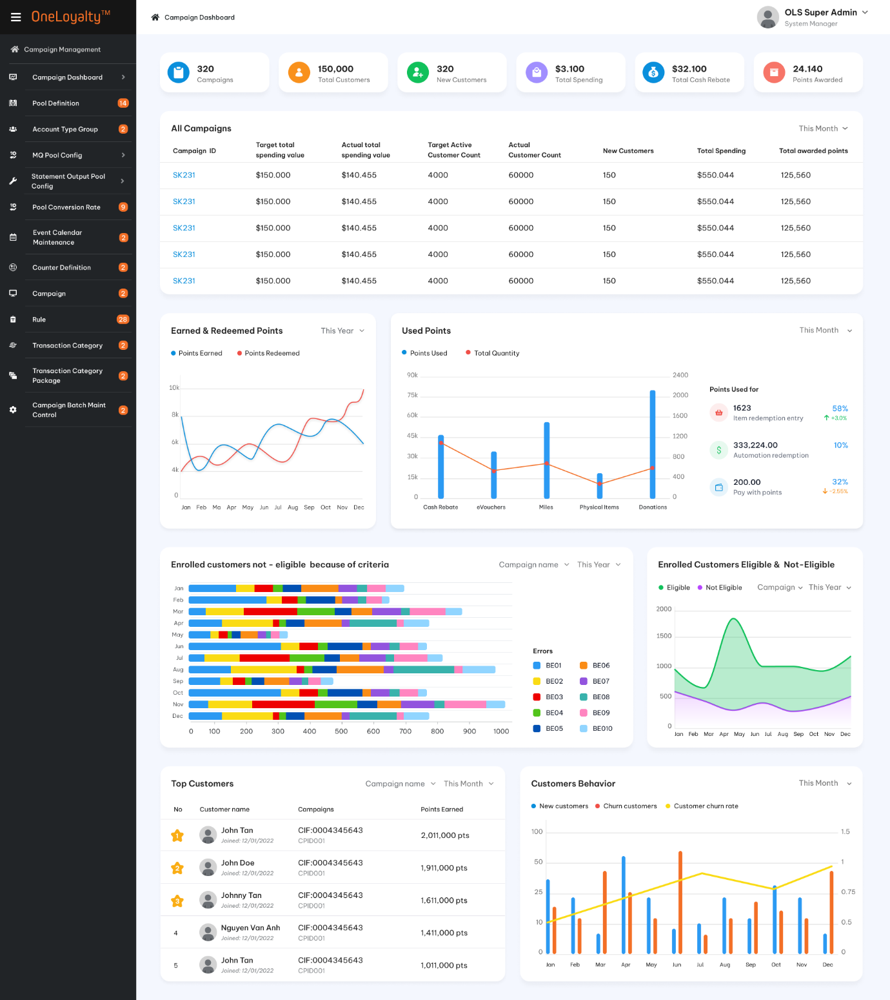 OneLoyalty™
Campaign Management
Campaign Dashboard
Pool Definition 14
Account Type Group 2
MQ Pool Config
Statement Output Pool
Config
Pool Conversion Rate 9
Event Calendar
Maintenance 2
Counter Definition 2
Campaign 2
Rule 28
Transaction Category 2
Transaction Category
Package 2
Campaign Batch Maint
Control 2
Campaign Dashboard
OLS Super Admin
System Manager
320
Campaigns
150,000
Total Customers
320
New Customers
$3.100
Total Spending
$32.100
Total Cash Rebate
24.140
Points Awarded
All Campaigns This Month
Campaign ID Target total spending value Actual total spending value Target Active Customer Count Actual Customer Count New Customers Total Spending Total awarded points
SK231 $150.000 $140.455 4000 60000 150 $550.044 125,560
SK231 $150.000 $140.455 4000 60000 150 $550.044 125,560
SK231 $150.000 $140.455 4000 60000 150 $550.044 125,560
SK231 $150.000 $140.455 4000 60000 150 $550.044 125,560
SK231 $150.000 $140.455 4000 60000 150 $550.044 125,560
Earned & Redeemed Points This Year
Points Earned Points Redeemed
10k
8k
6k
4k
0
Jan Feb Ma Apr May Jun Jul Aug Sep Oct Nov Dec
Used Points This Month
Points Used Total Quantity
90k 2400
75k 2000
60k 1600
45k 1200
30k 800
15k 400
0 0
Cash Rebate eVouchers Miles Physical Items Donations
Points Used for
1623 58%
Item redemption entry +3.0%
333,224.00 10%
Automation redemption
200.00 32%
Pay with points -2.55%
Enrolled customers not - eligible because of criteria Campaign name This Year
Jan
Feb
Mar
Apr
May
Jun
Jul
Aug
Sep
Oct
Nov
Dec
0 100 200 300 400 500 600 700 800 900 1000
Errors
BE01 BE06
BE02 BE07
BE03 BE08
BE04 BE09
BE05 BE010
Enrolled Customers Eligible & Not-Eligible
Eligible Not Eligible Campaign This Year
2000
1500
1000
500
0
Jan Feb Mar Apr May Jun Jul Aug Sep Oct Nov Dec
Top Customers Campaign name This Month
No Customer name Campaigns Points Earned
1 John Tan CIF:0004345643 2,011,000 pts
Joined: 12/01/2022 CPID001
2 John Doe CIF:0004345643 1,911,000 pts
Joined: 12/01/2022 CPID001
3 Johnny Tan CIF:0004345643 1,611,000 pts
Joined: 12/01/2022 CPID001
4 Nguyen Van Anh CIF:0004345643 1,411,000 pts
Joined: 12/01/2022 CPID001
5 John Tan CIF:0004345643 1,011,000 pts
Joined: 12/01/2022 CPID001
Customers Behavior This Month
New customers Churn customers Customer churn rate
100 1.5
50 1
25 0.75
10 0.5
0 0
Jan Feb Mar Apr May Jun Jul Aug Sep Oct Nov Dec